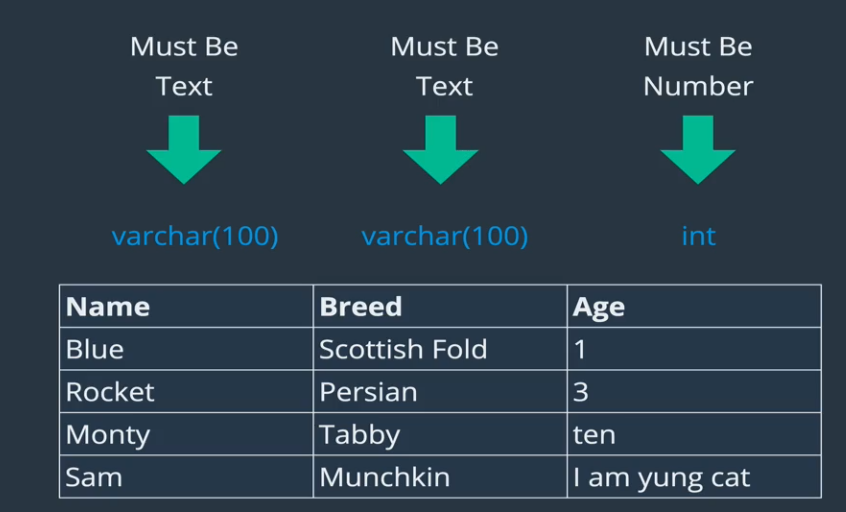 Must Be Must Be Must Be
Text Text Number
varchar(100) varchar(100) int
Name Breed Age
Blue Scottish Fold 1
Rocket Persian 3
Monty Tabby ten
Sam Munchkin I am yung cat